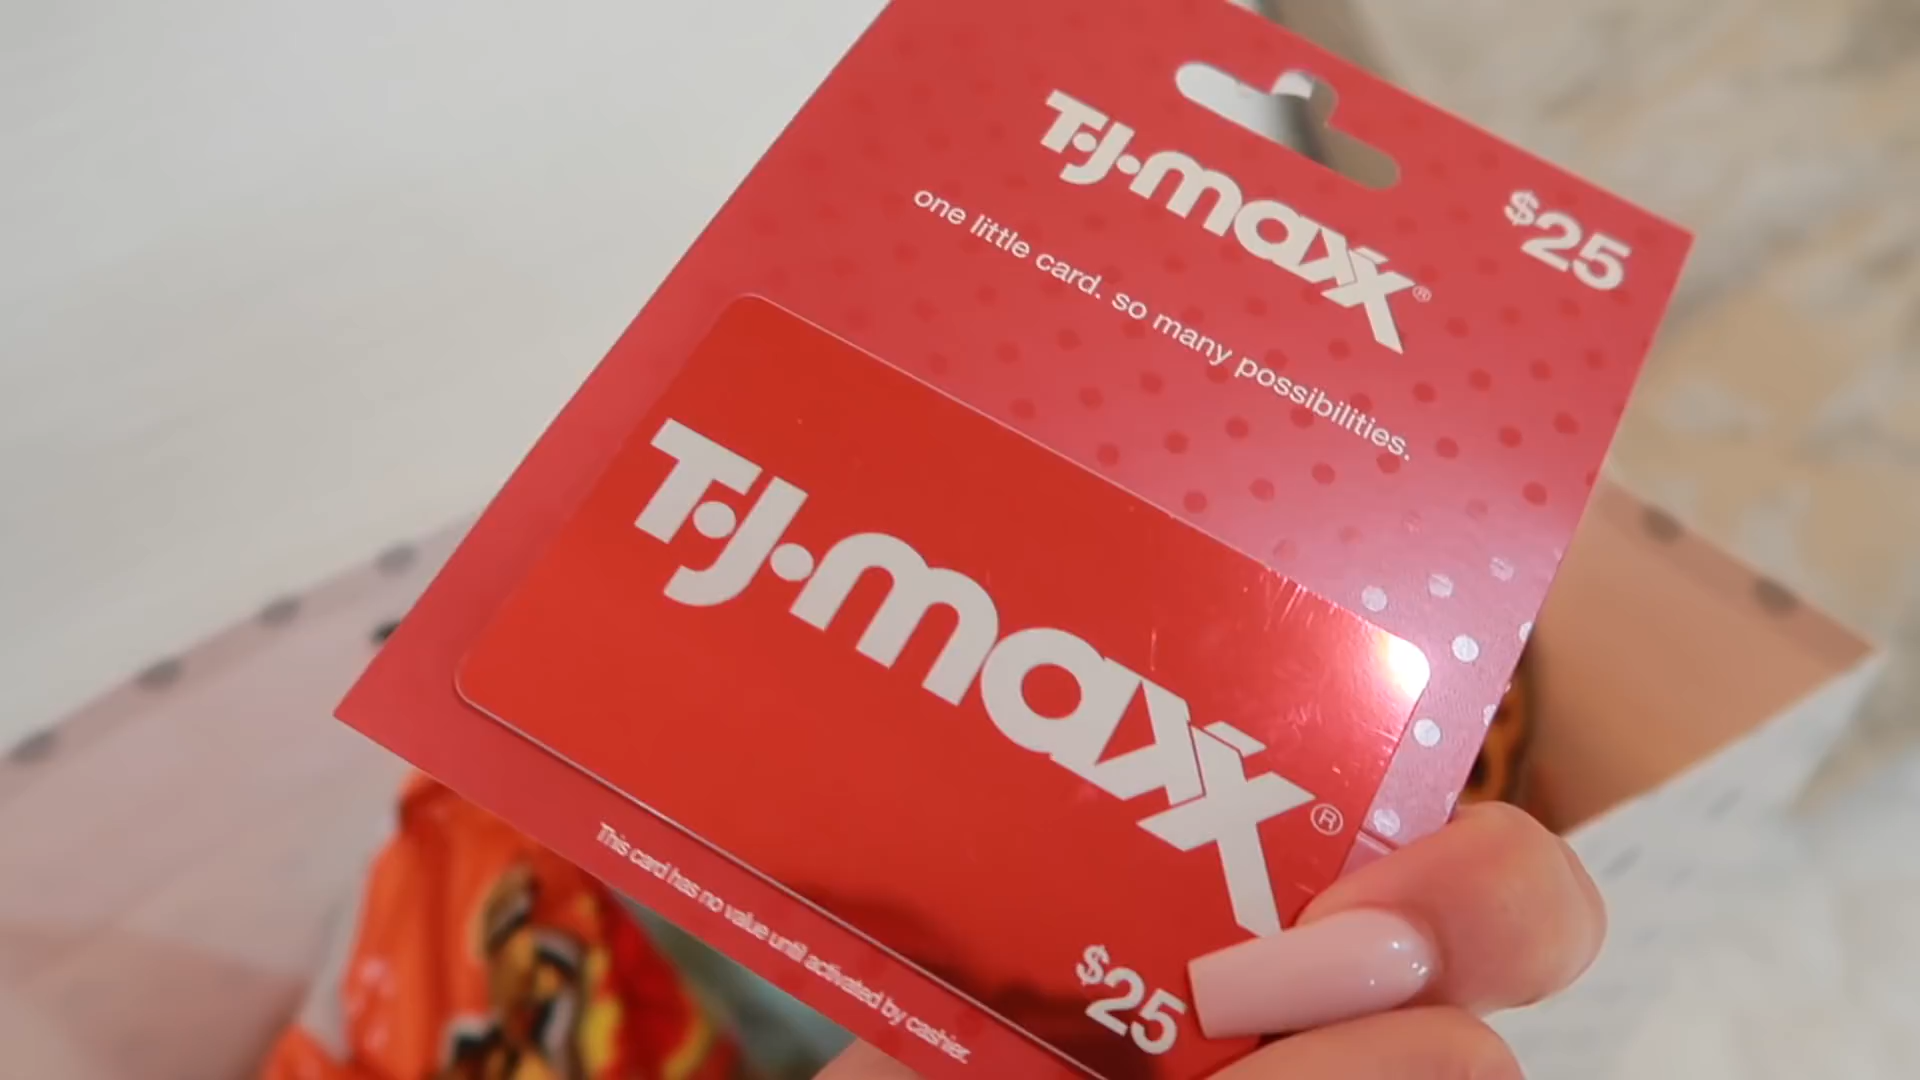 T·J·maxx®
$25
one little card. so many possibilities.
T·J·maxx®
$25
This card has no value until activated by cashier.